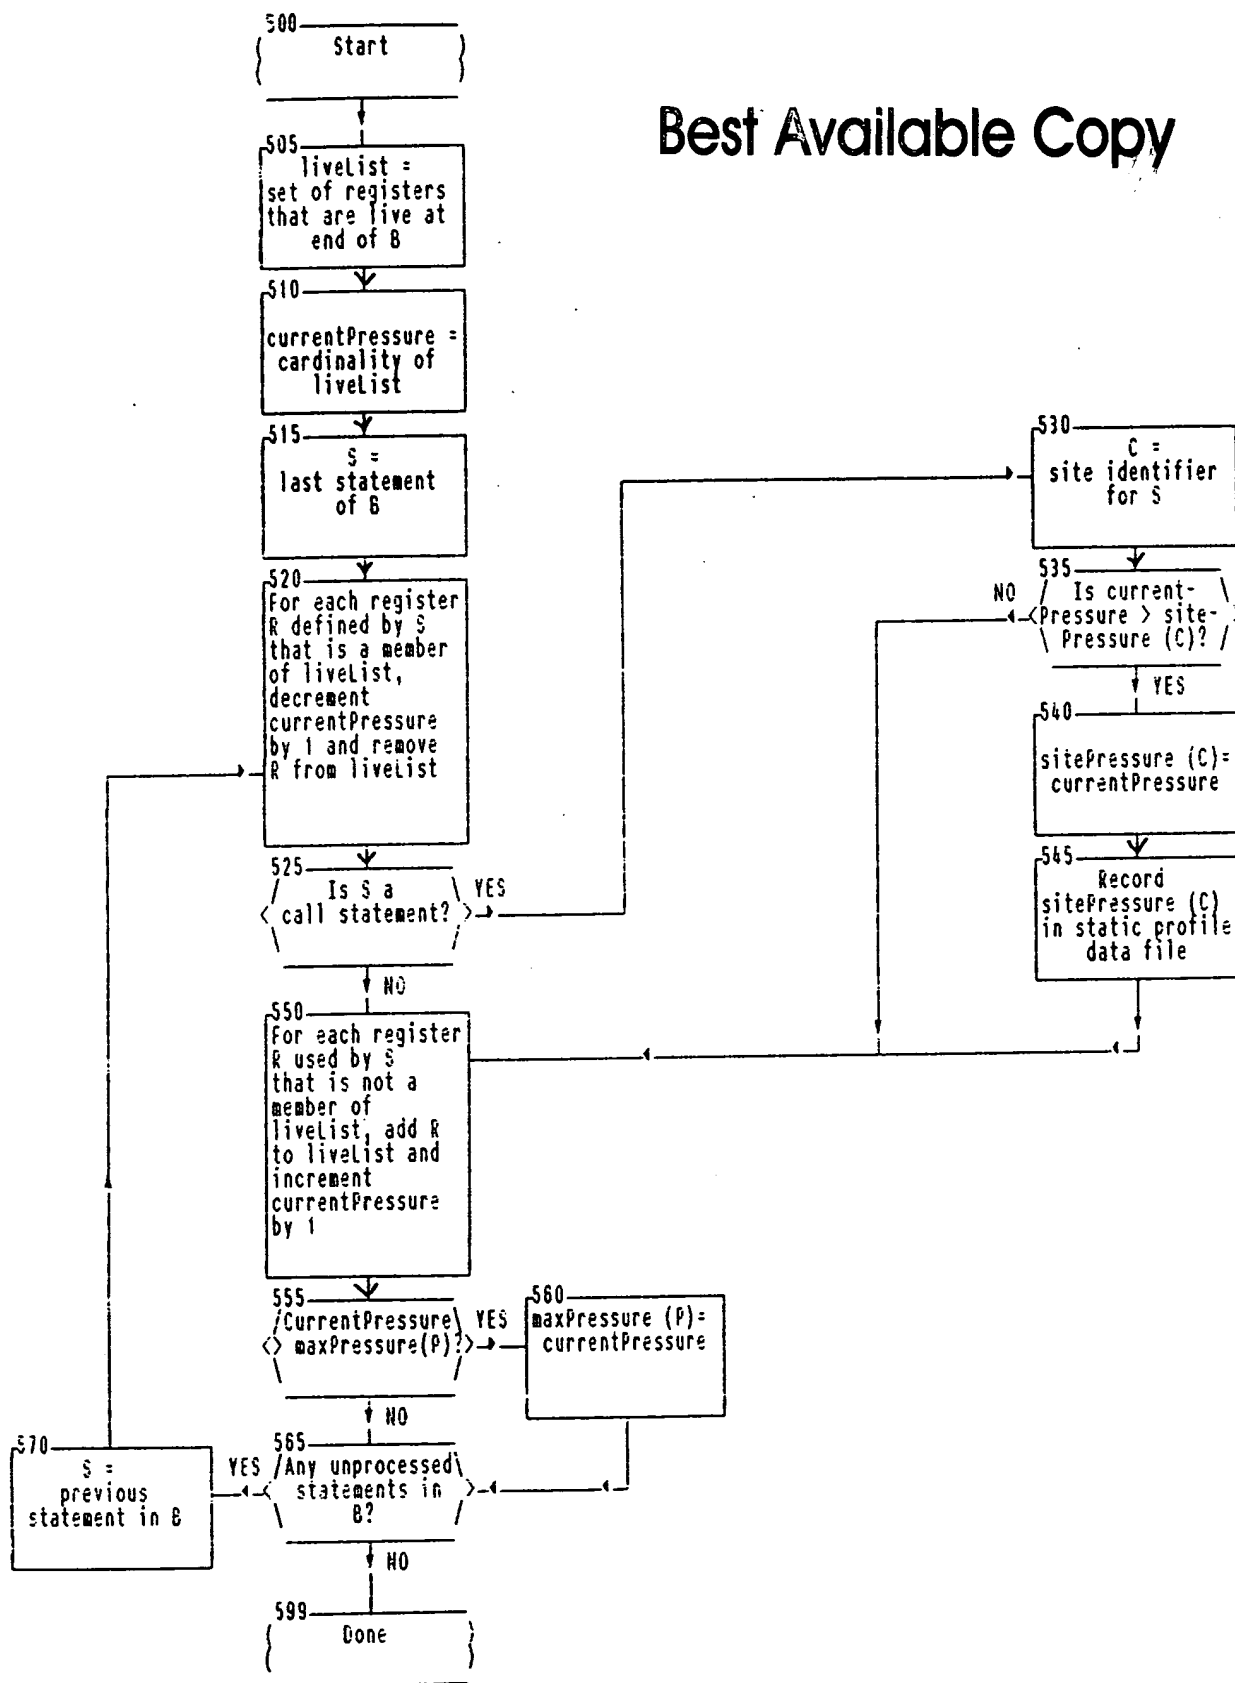 500
Start
Best Available Copy
505
liveList =
set of registers
that are live at
end of B
510
currentPressure =
cardinality of
liveList
515
S =
last statement
of B
520
For each register
R defined by S
that is a member
of liveList,
decrement
currentPressure
by 1 and remove
R from liveList
525
Is S a
call statement?
YES
NO
530
C =
site identifier
for S
535
Is current-
Pressure > site-
Pressure (C)?
NO
YES
540
sitePressure (C)=
currentPressure
545
Record
sitePressure (C)
in static profile
data file
550
For each register
R used by S
that is not a
member of
liveList, add R
to liveList and
increment
currentPressure
by 1
555
CurrentPressure
> maxPressure(P)?
YES
NO
560
maxPressure (P)=
currentPressure
565
Any unprocessed
statements in
B?
YES
NO
570
S =
previous
statement in B
599
Done